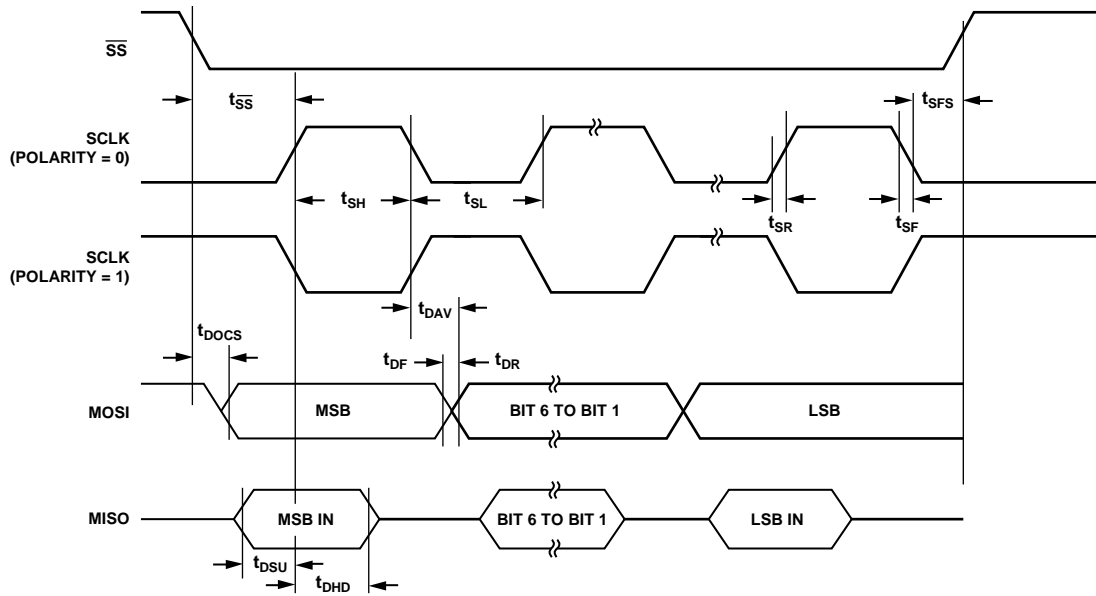 SS
tSS
tSFS
SCLK
(POLARITY = 0)
tSH
tSL
tSR
tSF
SCLK
(POLARITY = 1)
tDAV
tDOCS
tDF
tDR
MOSI
MSB
BIT 6 TO BIT 1
LSB
MISO
MSB IN
BIT 6 TO BIT 1
LSB IN
tDSU
tDHD